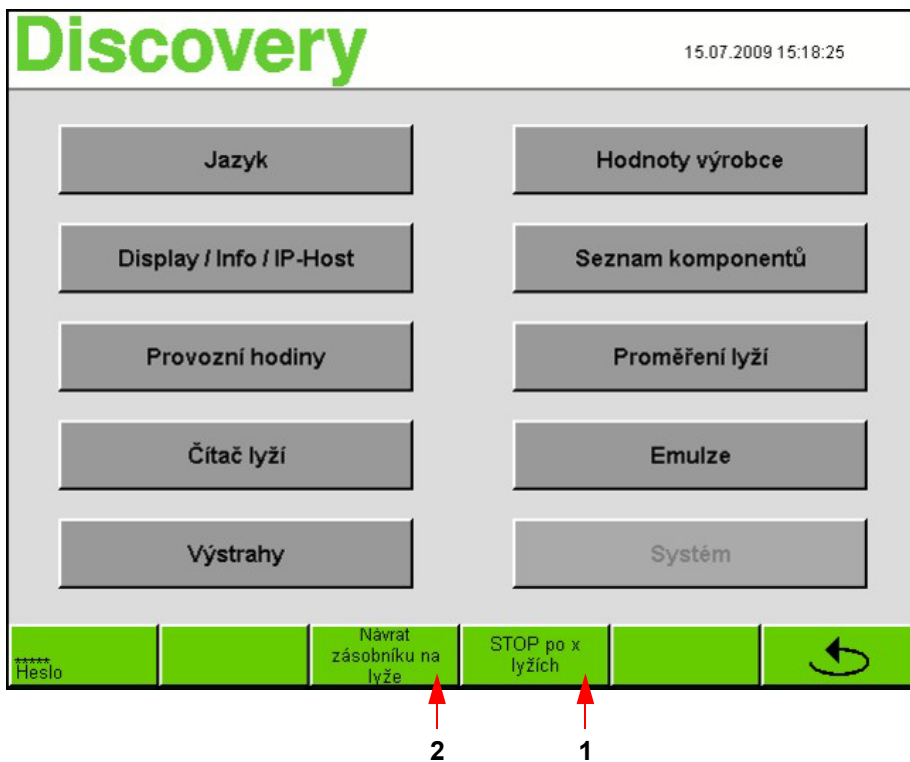 Discovery
15.07.2009 15:18:25
Jazyk
Hodnoty výrobce
Display / Info / IP-Host
Seznam komponentů
Provozní hodiny
Proměření lyží
Čítač lyží
Emulze
Výstrahy
Systém
*****
Heslo
Návrat
zásobníku na
lyže
STOP po x
lyžích
2
1